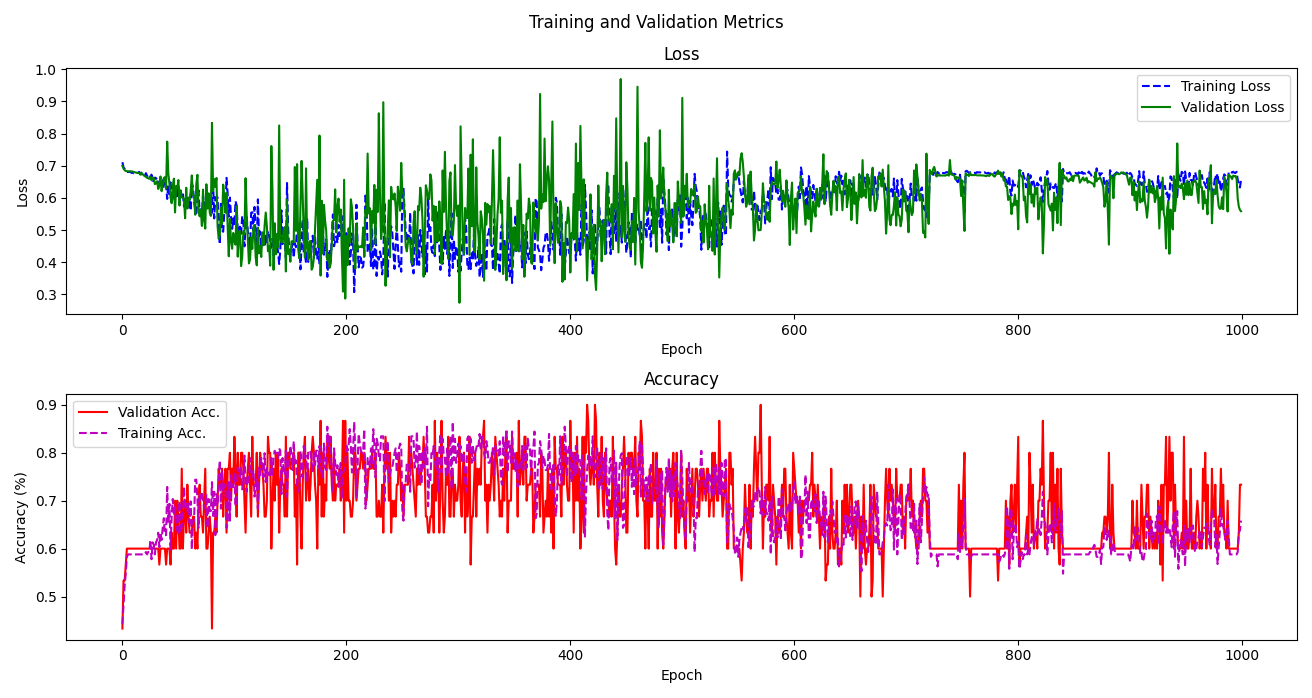 Training and Validation Metrics
Loss
1.0
0.9
0.8
0.7
0.6
0.5
0.4
0.3
Loss
Training Loss
Validation Loss
0 200 400 600 800 1000
Epoch
Accuracy
0.9
0.8
0.7
0.6
0.5
Accuracy (%)
Validation Acc.
Training Acc.
0 200 400 600 800 1000
Epoch